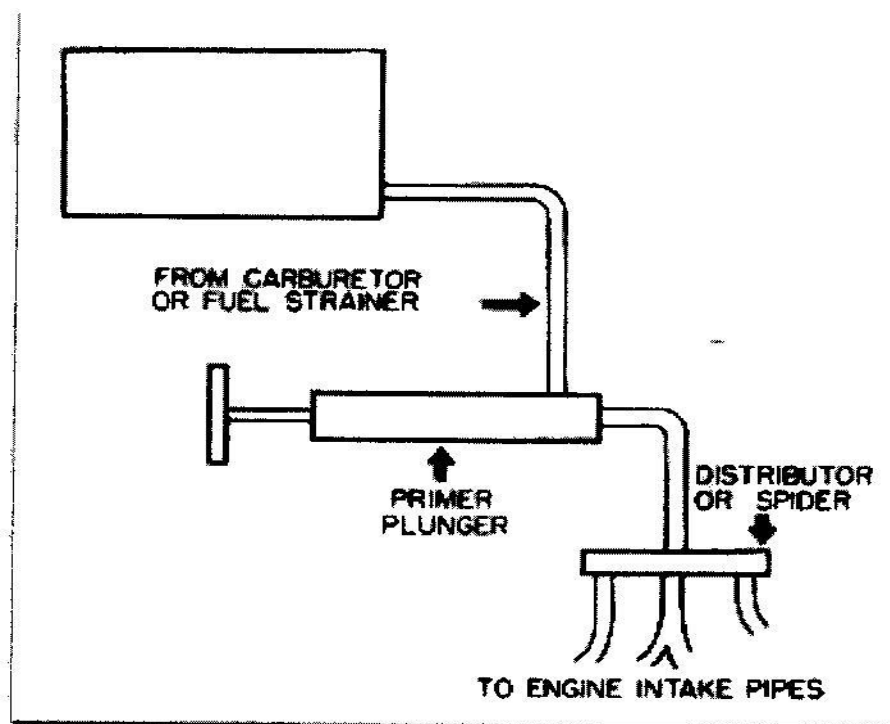 FROM CARBURETOR
OR FUEL STRAINER
PRIMER
PLUNGER
DISTRIBUTOR
OR SPIDER
TO ENGINE INTAKE PIPES